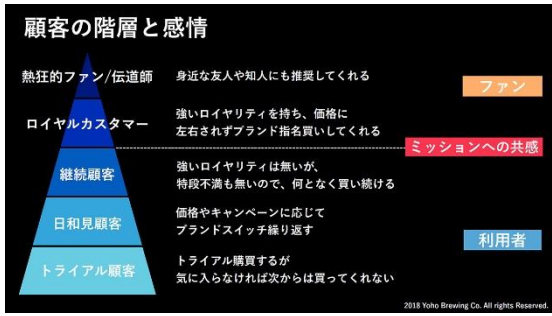 顧客の階層と感情
熱狂的ファン/伝道師
身近な友人や知人にも推奨してくれる
ファン
ロイヤルカスタマー
強いロイヤリティを持ち、価格に
左右されずブランド指名買いしてくれる
ミッションへの共感
継続顧客
強いロイヤリティは無いが、
特段不満も無いので、何となく買い続ける
日和見顧客
価格やキャンペーンに応じて
ブランドスイッチ繰り返す
利用者
トライアル顧客
トライアル購買するが
気に入らなければ次からは買ってくれない
2018 Yoho Brewing Co. All rights Reserved.